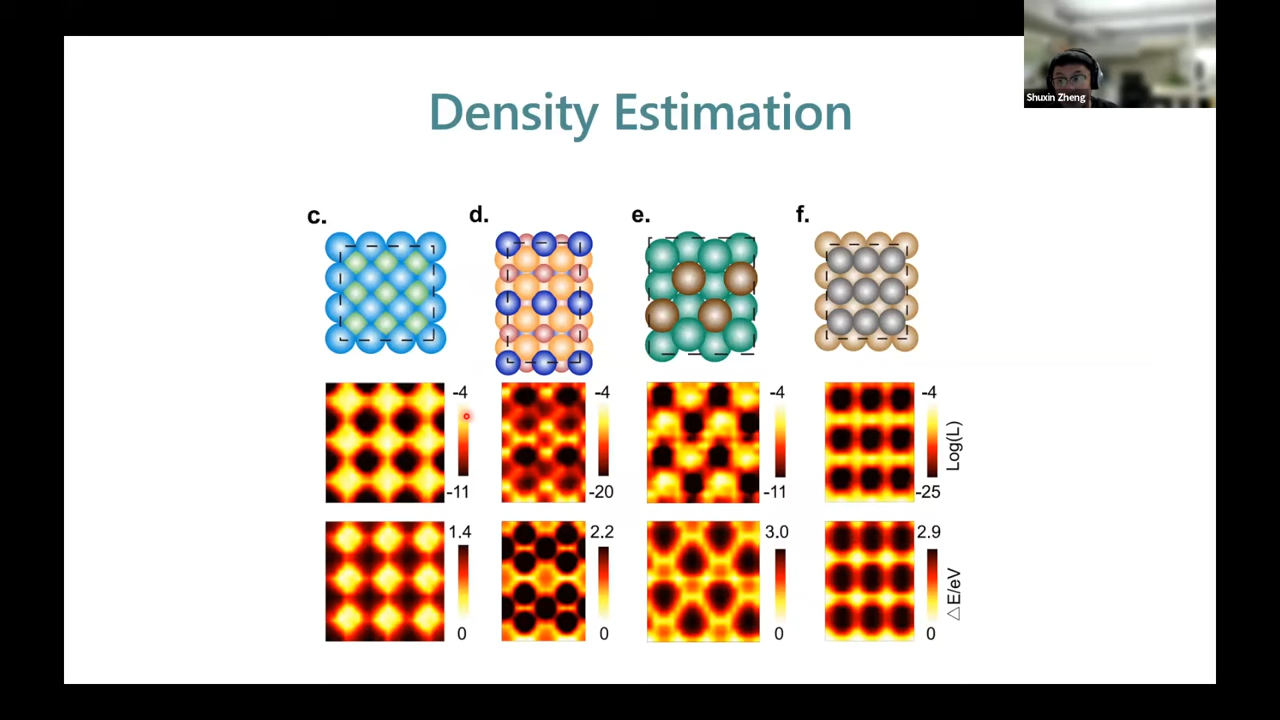 Shuxin Zheng
Density Estimation
c.
d.
e.
f.
-4
-11
-4
-20
-4
-11
-4
-25
Log(L)
1.4
0
2.2
0
3.0
0
2.9
0
△E/eV